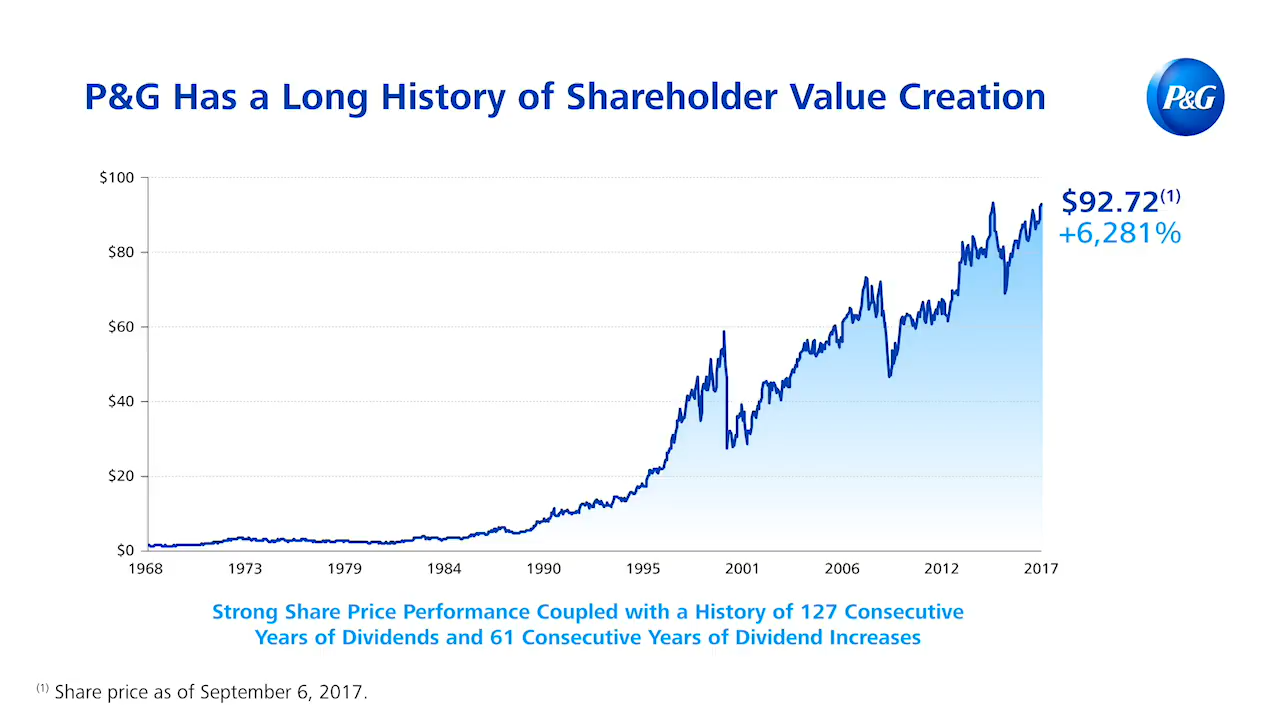 P&G Has a Long History of Shareholder Value Creation
P&G
$100
$80
$60
$40
$20
$0
$92.72(1)
+6,281%
1968 1973 1979 1984 1990 1995 2001 2006 2012 2017
Strong Share Price Performance Coupled with a History of 127 Consecutive
Years of Dividends and 61 Consecutive Years of Dividend Increases
(1) Share price as of September 6, 2017.